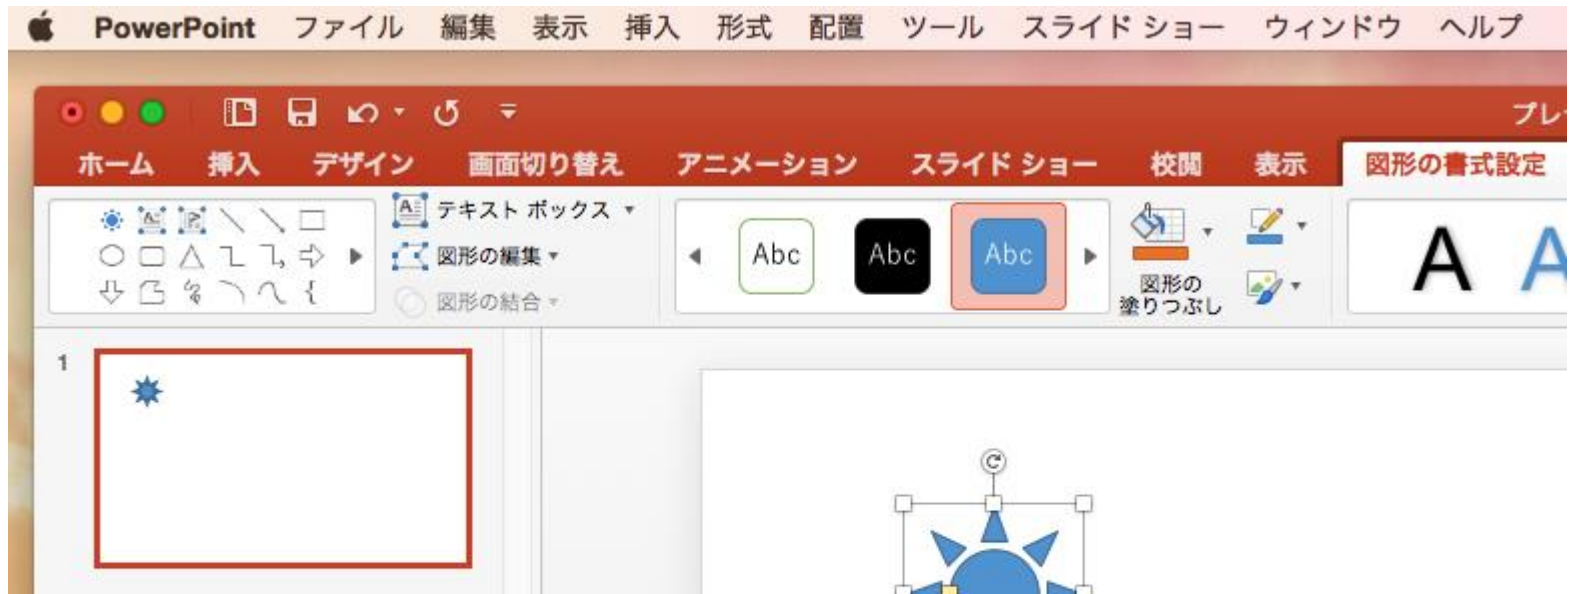 PowerPoint ファイル 編集 表示 挿入 形式 配置 ツール スライド ショー ウィンドウ ヘルプ
プレ
ホーム 挿入 デザイン 画面切り替え アニメーション スライド ショー 校閲 表示 図形の書式設定
テキスト ボックス
図形の編集
図形の結合
Abc Abc Abc
図形の
塗りつぶし
A A
1